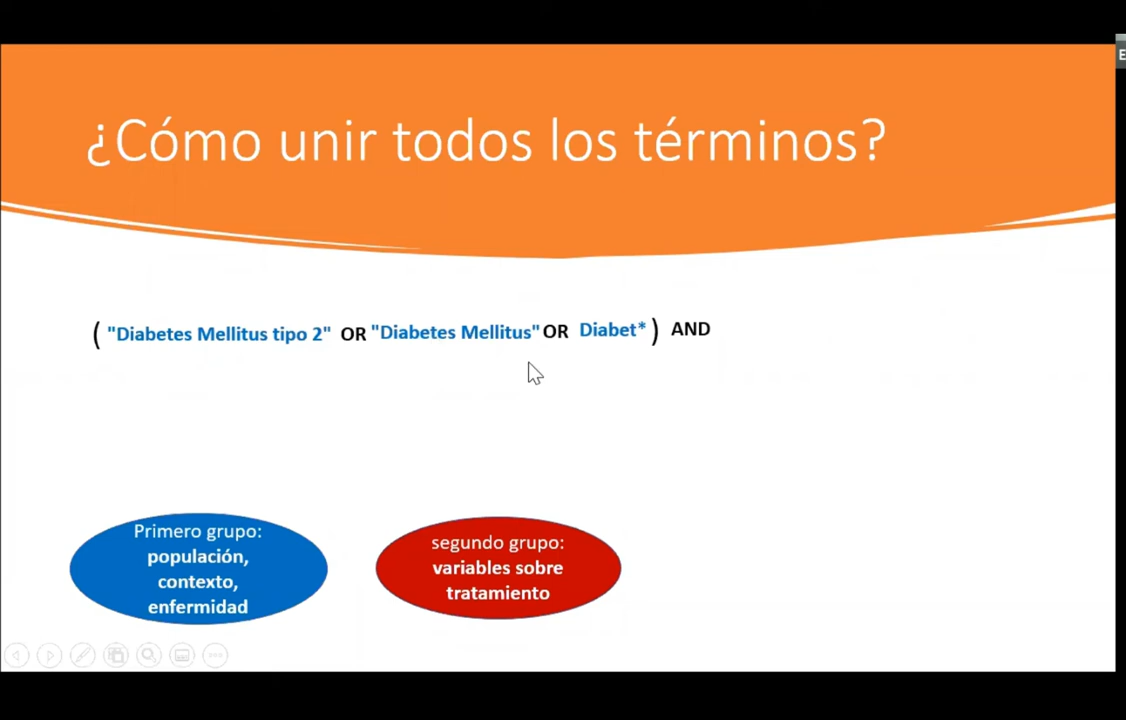 ¿Cómo unir todos los términos?
( "Diabetes Mellitus tipo 2" OR "Diabetes Mellitus" OR Diabet* ) AND
Primero grupo:
populación,
contexto,
enfermidad
segundo grupo:
variables sobre
tratamiento
E